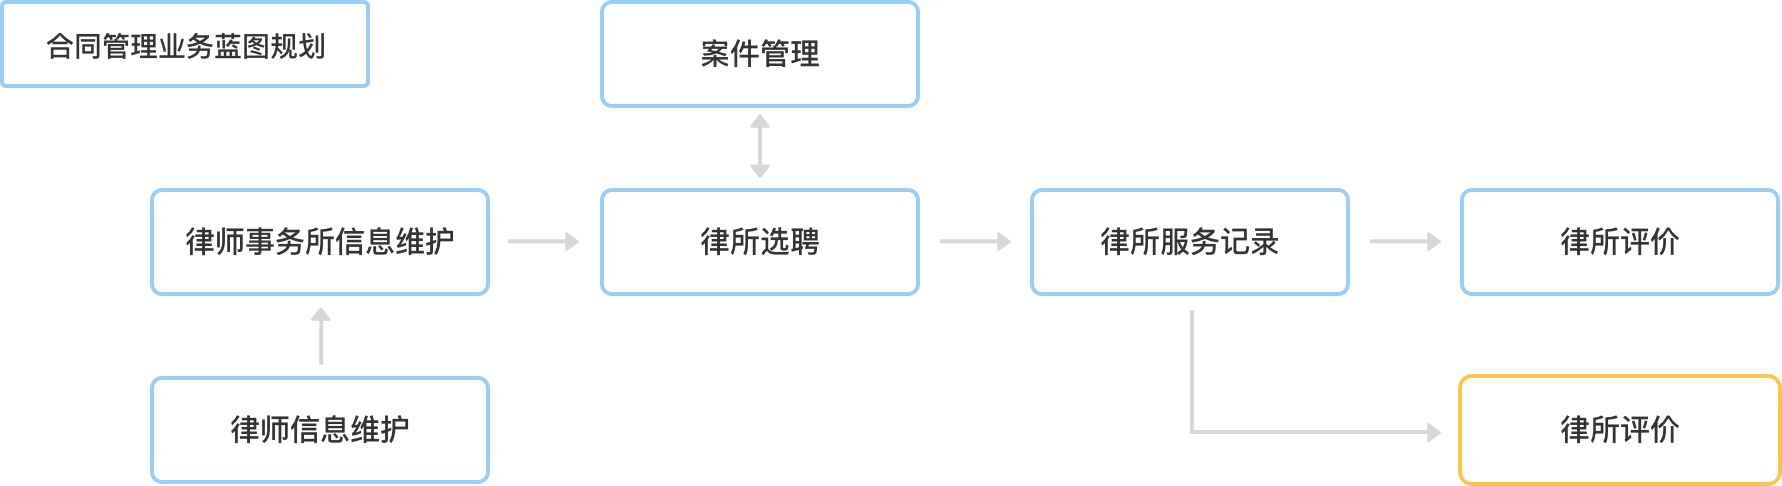 合同管理业务蓝图规划
案件管理
律师事务所信息维护
律所选聘
律所服务记录
律所评价
律师信息维护
律所评价